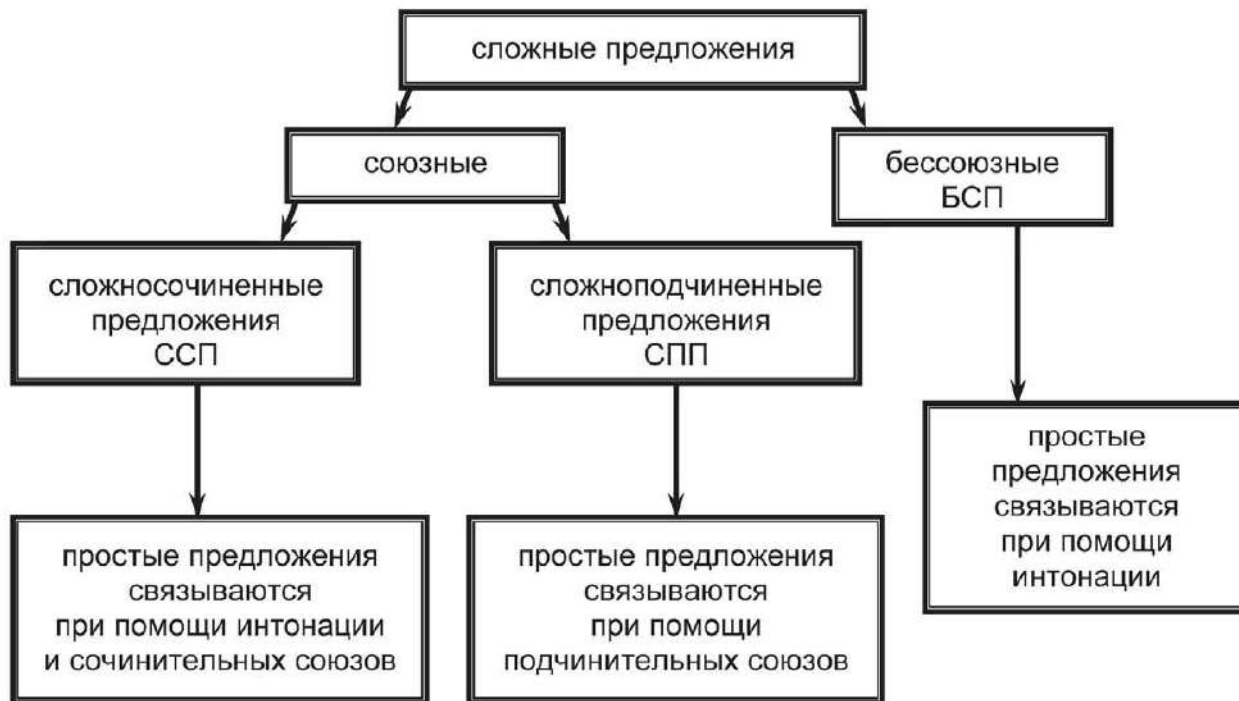 сложные предложения
союзные
бессоюзные
БСП
сложносочиненные
предложения
ССП
сложноподчиненные
предложения
СПП
простые
предложения
связываются
при помощи
интонации
простые предложения
связываются
при помощи интонации
и сочинительных союзов
простые предложения
связываются
при помощи
подчинительных союзов